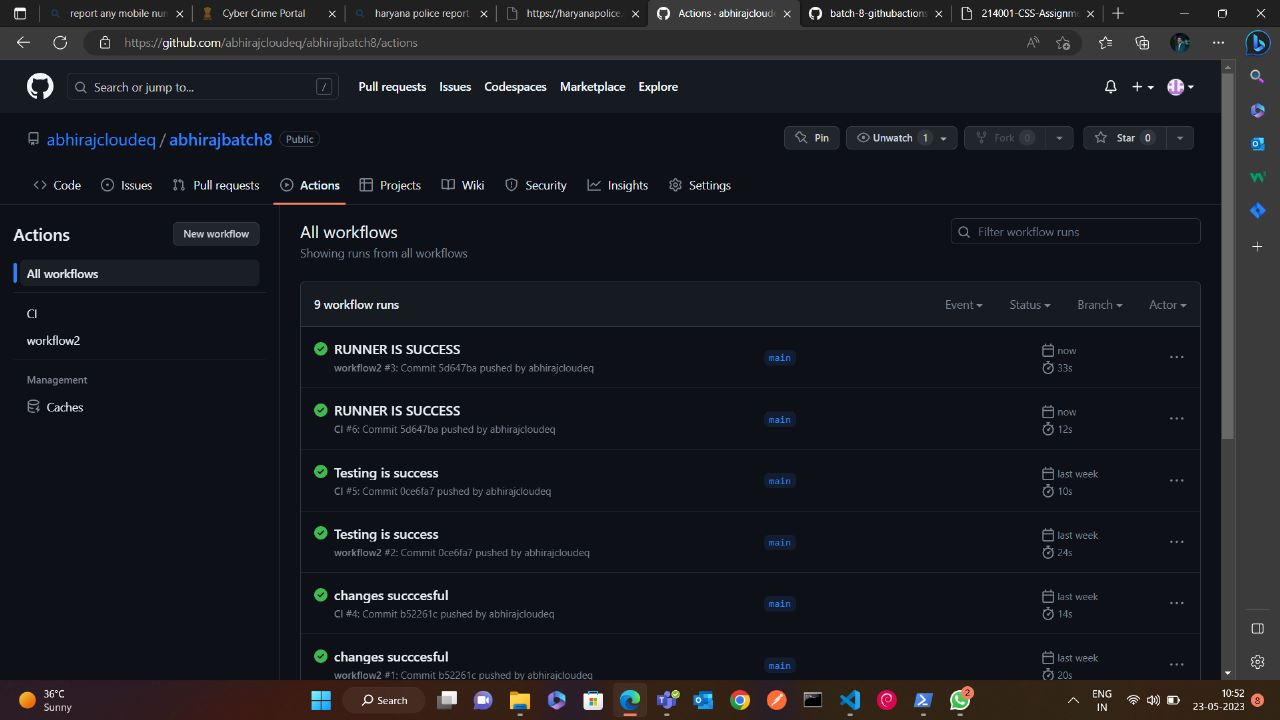 report any mobile nu
Cyber Crime Portal
haryana police report
https://haryanapolice.
Actions · abhirajcloude
batch-8-githubactions
214001-CSS-Assignme
https://github.com/abhirajcloudeq/abhirajbatch8/actions
Search or jump to...
/
Pull requests
Issues
Codespaces
Marketplace
Explore
abhirajcloudeq / abhirajbatch8
Public
Pin
Unwatch 1
Fork 0
Star 0
Code
Issues
Pull requests
Actions
Projects
Wiki
Security
Insights
Settings
Actions
New workflow
All workflows
CI
workflow2
Management
Caches
All workflows
Showing runs from all workflows
Filter workflow runs
9 workflow runs
Event
Status
Branch
Actor
RUNNER IS SUCCESS
workflow2 #3: Commit 5d647ba pushed by abhirajcloudeq
main
now
33s
RUNNER IS SUCCESS
CI #6: Commit 5d647ba pushed by abhirajcloudeq
main
now
12s
Testing is success
CI #5: Commit 0ce6fa7 pushed by abhirajcloudeq
main
last week
10s
Testing is success
workflow2 #2: Commit 0ce6fa7 pushed by abhirajcloudeq
main
last week
24s
changes succcesful
CI #4: Commit b52261c pushed by abhirajcloudeq
main
last week
14s
changes succcesful
workflow2 #1: Commit b52261c pushed by abhirajcloudeq
main
last week
20s
36°C
Sunny
Search
2
ENG
IN
10:52
23-05-2023
8